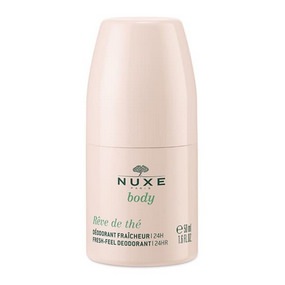 NUXE
PARIS
body
Rêve de thé
DÉODORANT FRAÎCHEUR | 24H
FRESH-FEEL DEODORANT | 24HR
50 ml
1.6 FL.OZ.